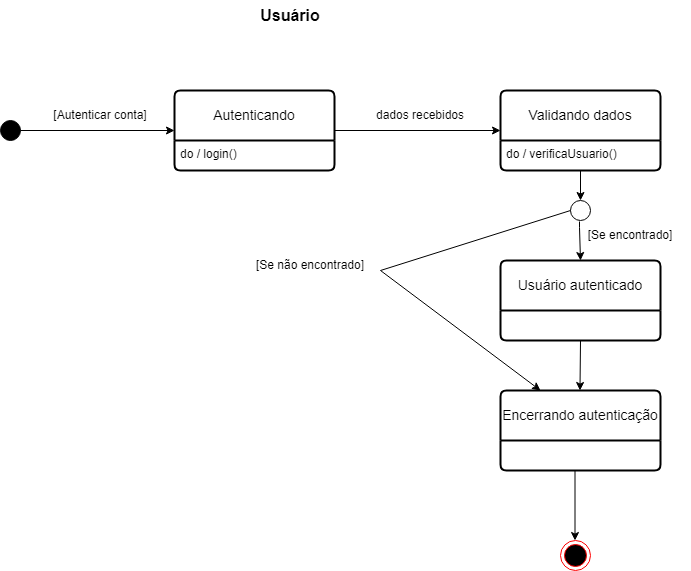 Usuário
[Autenticar conta]
Autenticando
do / login()
dados recebidos
Validando dados
do / verificaUsuario()
[Se encontrado]
[Se não encontrado]
Usuário autenticado
Encerrando autenticação